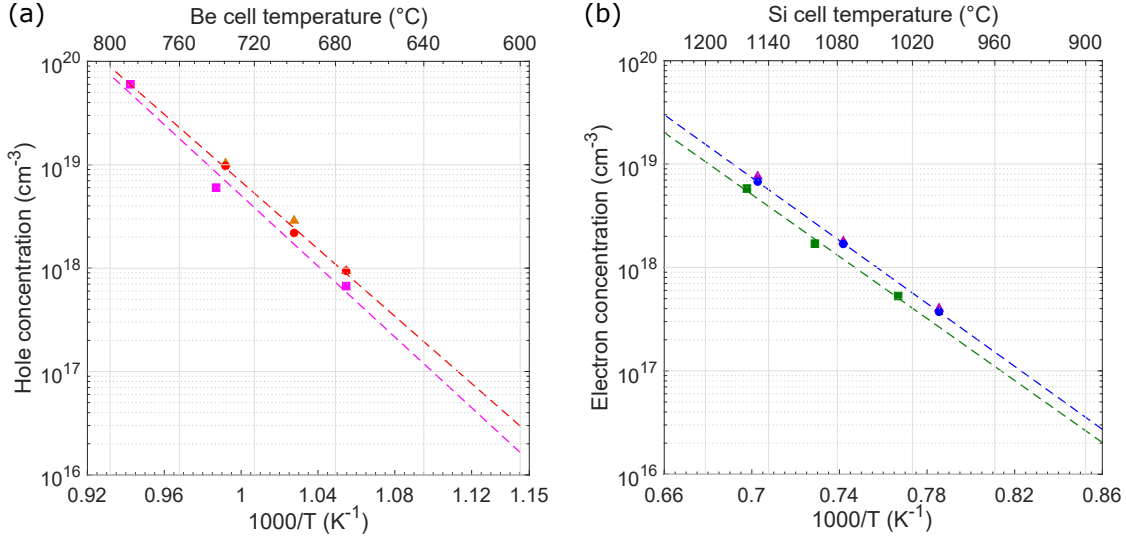 (a)
Be cell temperature (°C)
800 760 720 680 640 600
10^20
10^19
10^18
10^17
10^16
Hole concentration (cm^-3)
0.92 0.96 1 1.04 1.08 1.12 1.15
1000/T (K^-1)
(b)
Si cell temperature (°C)
1200 1140 1080 1020 960 900
10^20
10^19
10^18
10^17
10^16
Electron concentration (cm^-3)
0.66 0.7 0.74 0.78 0.82 0.86
1000/T (K^-1)